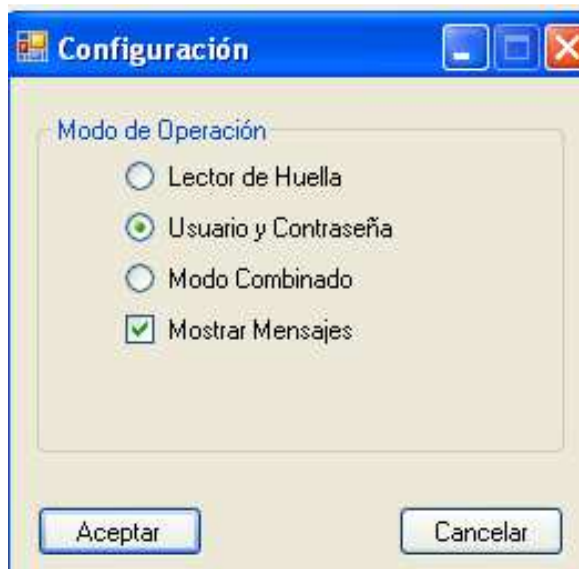 Configuración
Modo de Operación
Lector de Huella
Usuario y Contraseña
Modo Combinado
Mostrar Mensajes
Aceptar
Cancelar